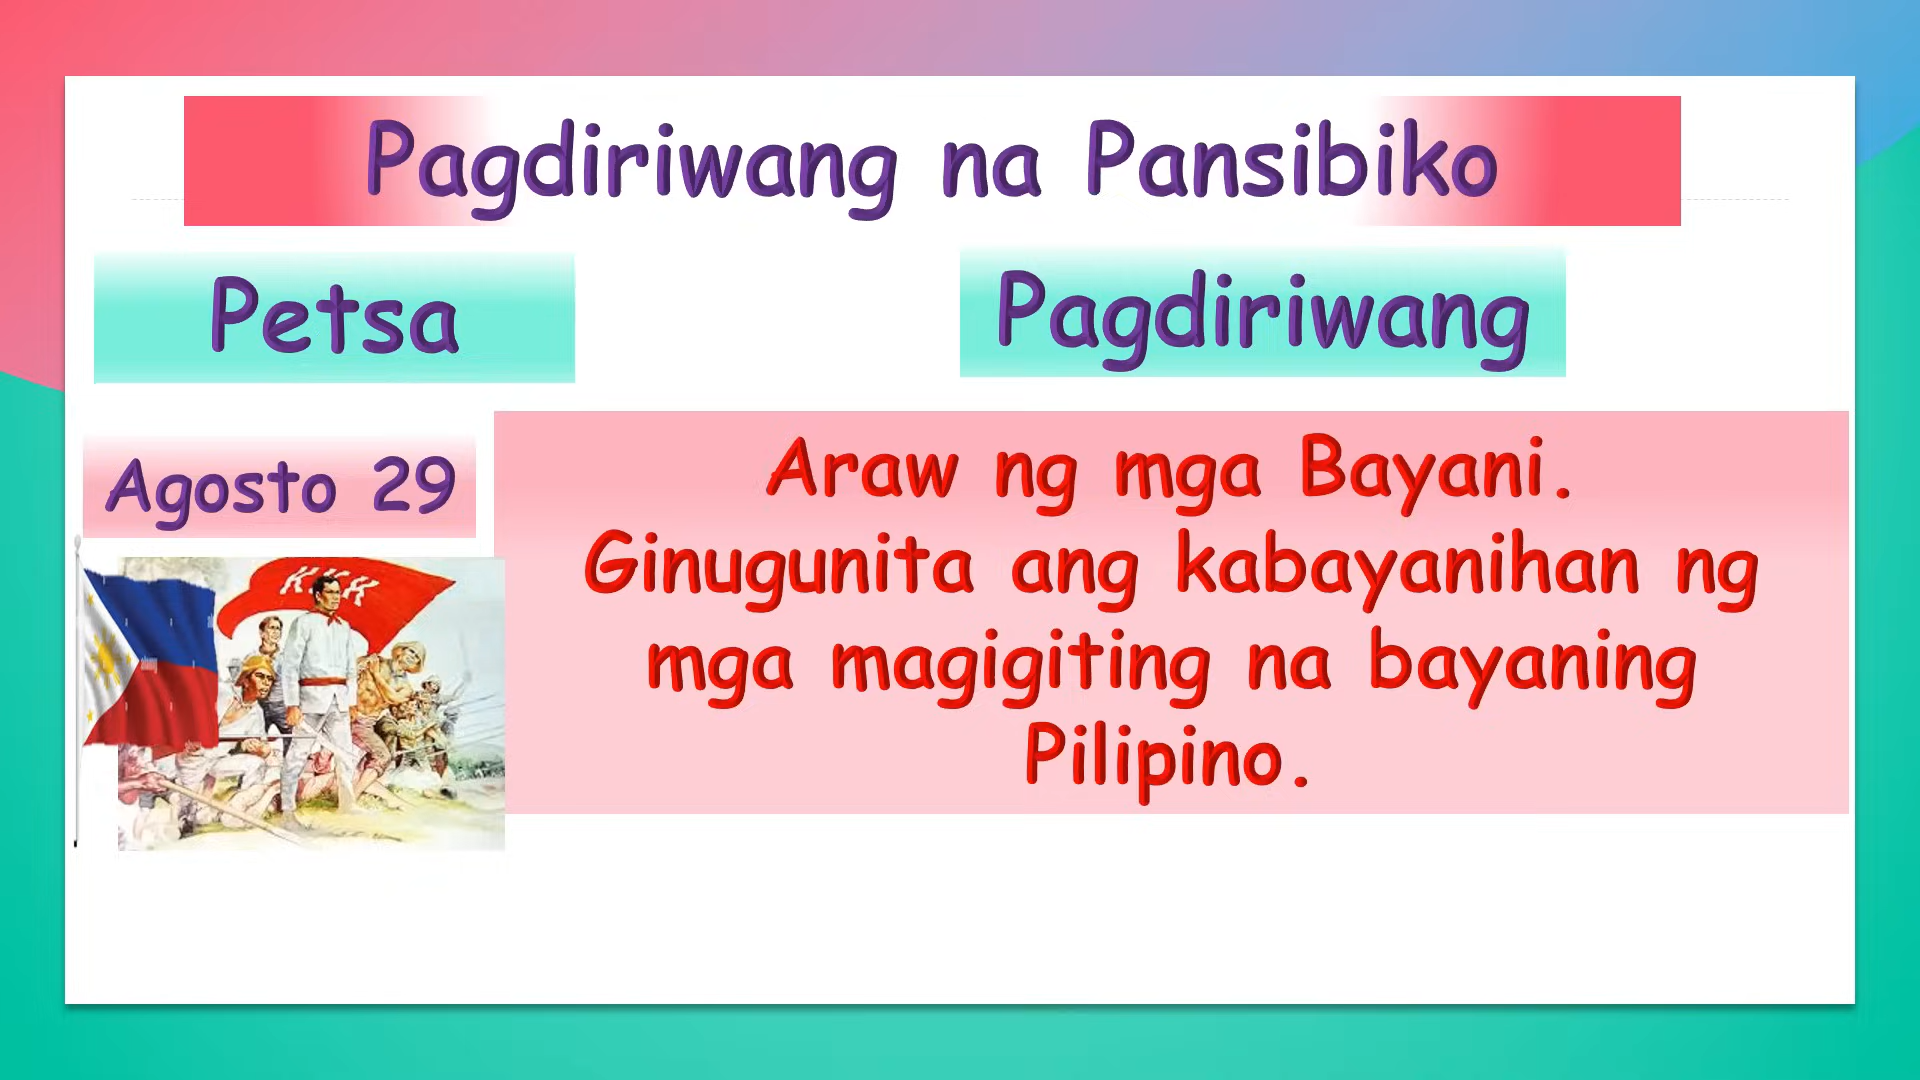 Pagdiriwang na Pansibiko
Petsa
Pagdiriwang
Agosto 29
Araw ng mga Bayani.
Ginugunita ang kabayanihan ng
mga magigiting na bayaning
Pilipino.
KKK